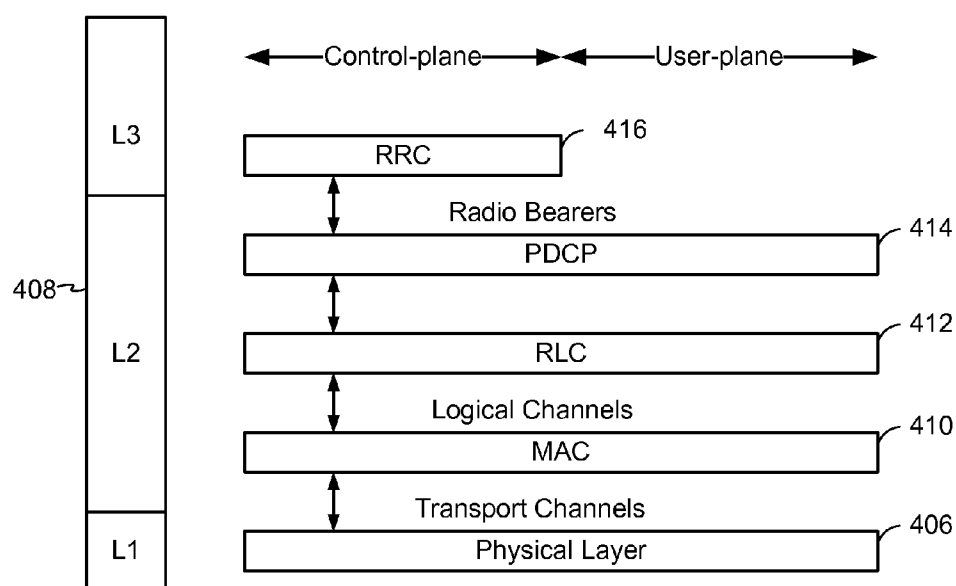 Control-plane User-plane
L3
RRC
416
Radio Bearers
PDCP
414
408
L2
RLC
412
Logical Channels
MAC
410
Transport Channels
L1
Physical Layer
406